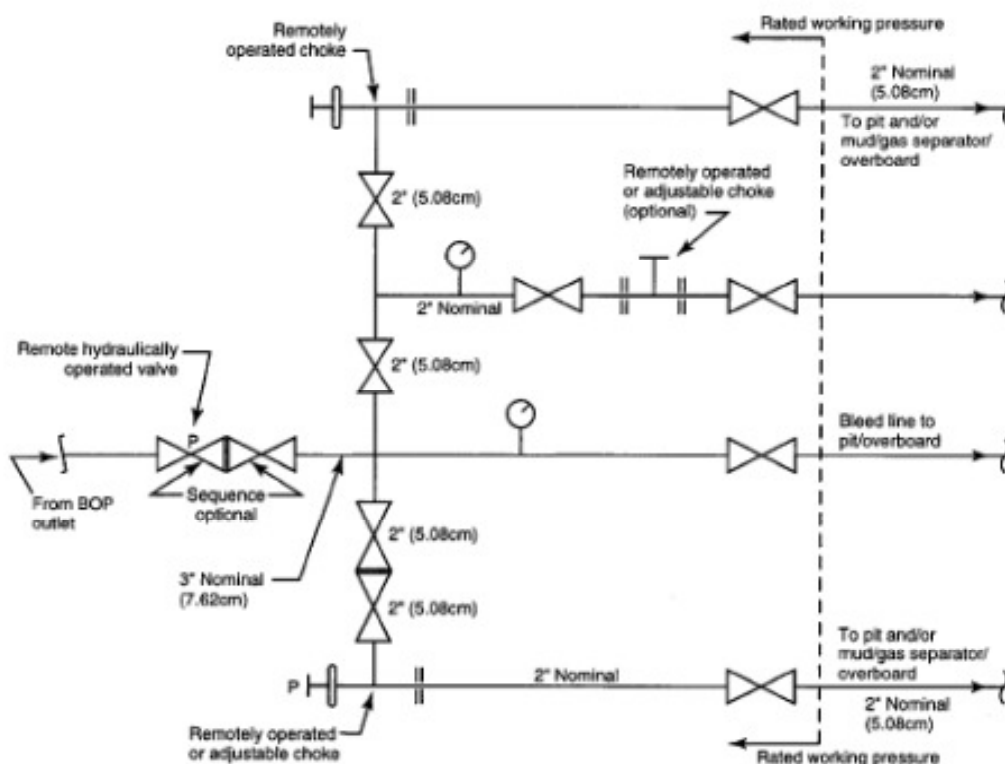 Rated working pressure
Remotely
operated choke
2" Nominal
(5.08cm)
To pit and/or
mud/gas separator/
overboard
Remotely operated
or adjustable choke
(optional)
2" (5.08cm)
2" Nominal
Remote hydraulically
operated valve
2" (5.08cm)
P
Bleed line to
pit/overboard
From BOP
outlet
Sequence
optional
2" (5.08cm)
3" Nominal
(7.62cm)
2" (5.08cm)
To pit and/or
mud/gas separator/
overboard
P
2" Nominal
2" Nominal
(5.08cm)
Remotely operated
or adjustable choke
Rated working pressure